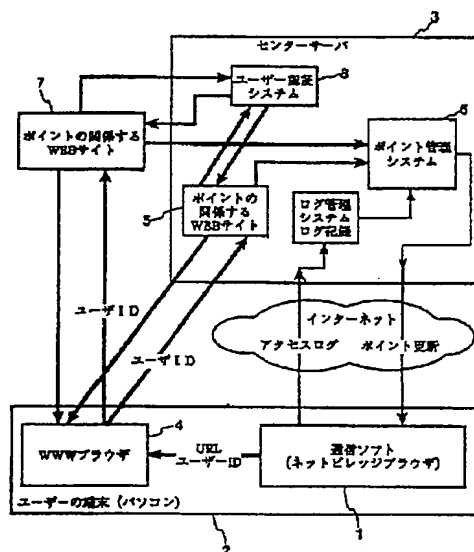 3
センターサーバ
7
ユーザー認証
システム
8
ポイントの関係する
WEBサイト
6
ポイント管理
システム
5
ポイントの
関係する
WEBサイト
ログ管理
システム
ログ記録
ユーザID
ユーザID
インターネット
アクセスログ
ポイント更新
4
WWWブラウザ
URL
ユーザーID
通信ソフト
(ネットビレッジブラウザ)
ユーザーの端末(パソコン)
2
1